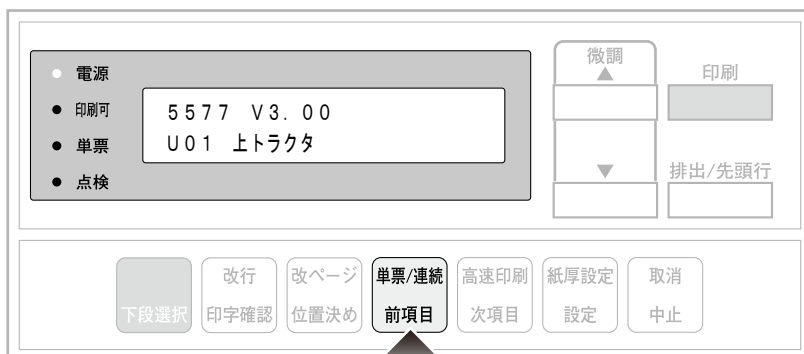 電源
印刷可
単票
点検
5577 V3.00
U01 上トラクタ
微調
▲
▼
印刷
排出/先頭行
下段選択
改行
印字確認
改ページ
位置決め
単票/連続
前項目
高速印刷
次項目
紙厚設定
設定
取消
中止